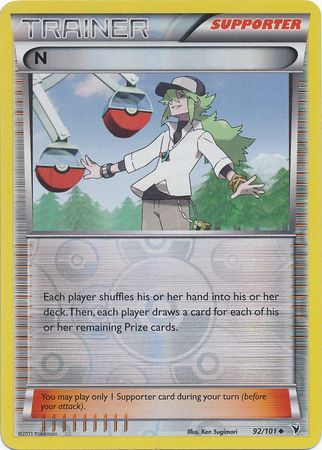 TRAINER SUPPORTER
N
Each player shuffles his or her hand into his or her
deck. Then, each player draws a card for each of his
or her remaining Prize cards.
You may play only 1 Supporter card during your turn (before
your attack).
©2011 Pokémon Illus. Ken Sugimori 92/101